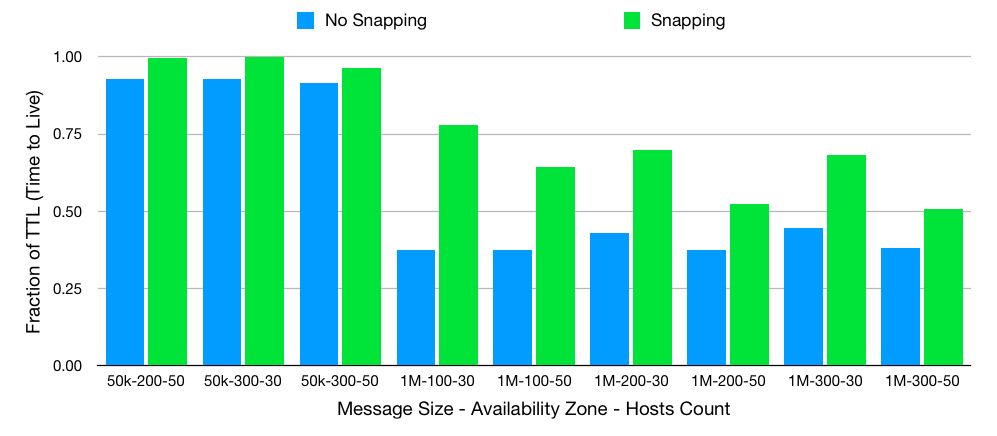 No Snapping
Snapping
Fraction of TTL (Time to Live)
1.00
0.75
0.50
0.25
0.00
50k-200-50
50k-300-30
50k-300-50
1M-100-30
1M-100-50
1M-200-30
1M-200-50
1M-300-30
1M-300-50
Message Size - Availability Zone - Hosts Count